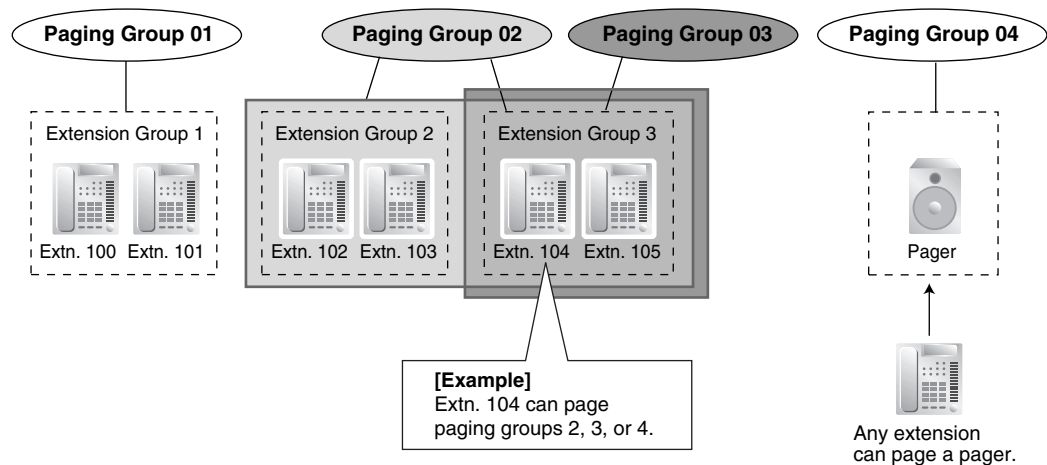 Paging Group 01
Paging Group 02
Paging Group 03
Paging Group 04
Extension Group 1
Extension Group 2
Extension Group 3
Extn. 100
Extn. 101
Extn. 102
Extn. 103
Extn. 104
Extn. 105
Pager
[Example]
Extn. 104 can page
paging groups 2, 3, or 4.
Any extension
can page a pager.